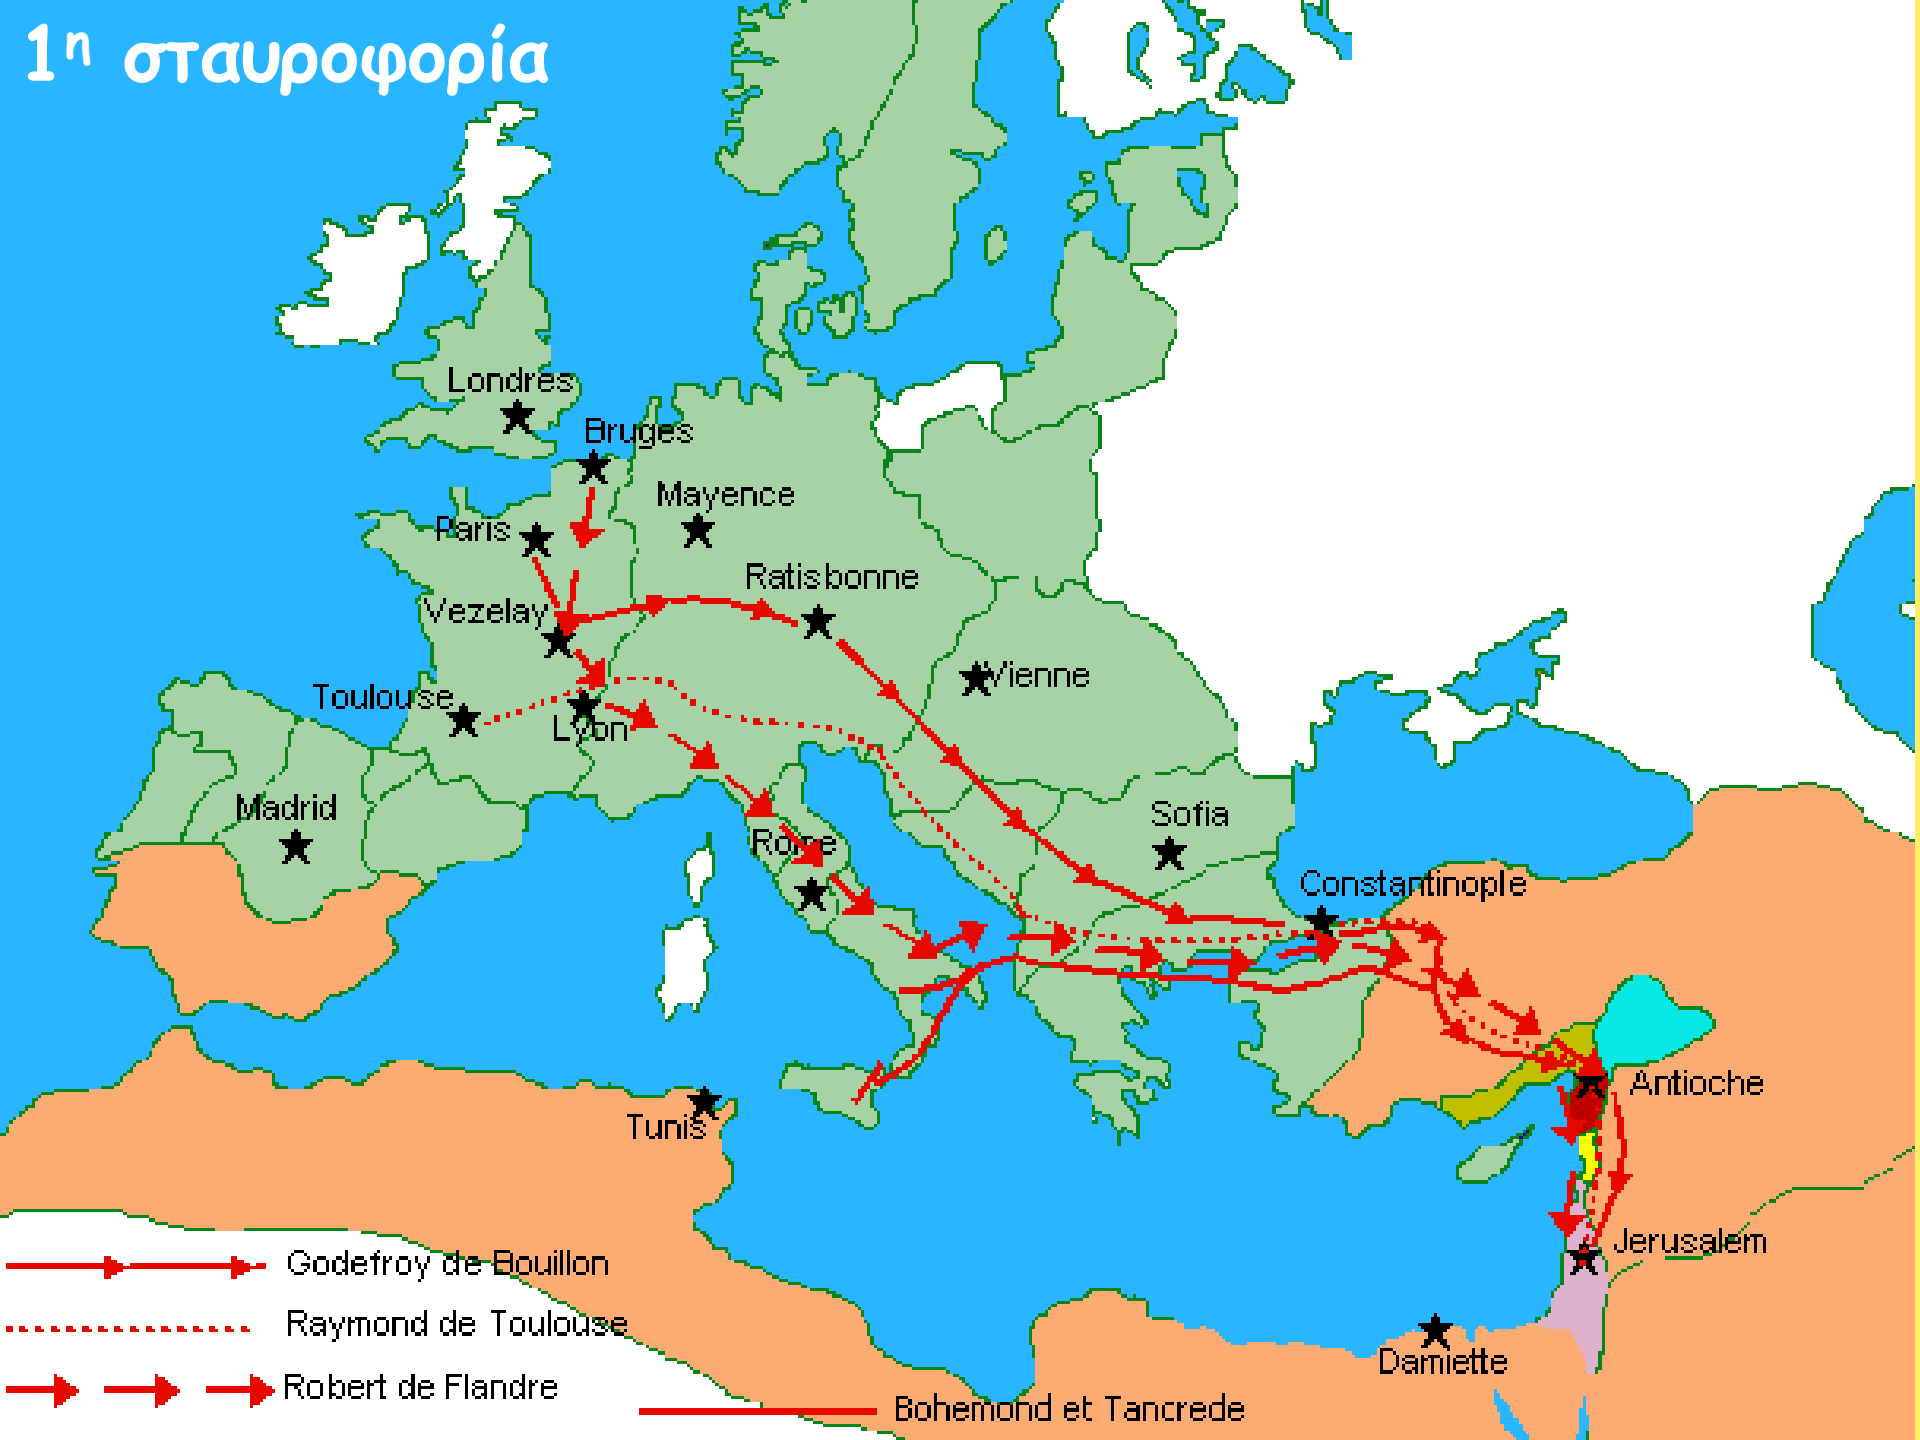 1η σταυροφορία
Londres
Bruges
Mayence
Paris
Ratisbonne
Vezelay
Vienne
Toulouse
Lyon
Madrid
Sofia
Rome
Constantinople
Antioche
Tunis
Jerusalem
Godefroy de Bouillon
Raymond de Toulouse
Damiette
Robert de Flandre
Bohemond et Tancrede